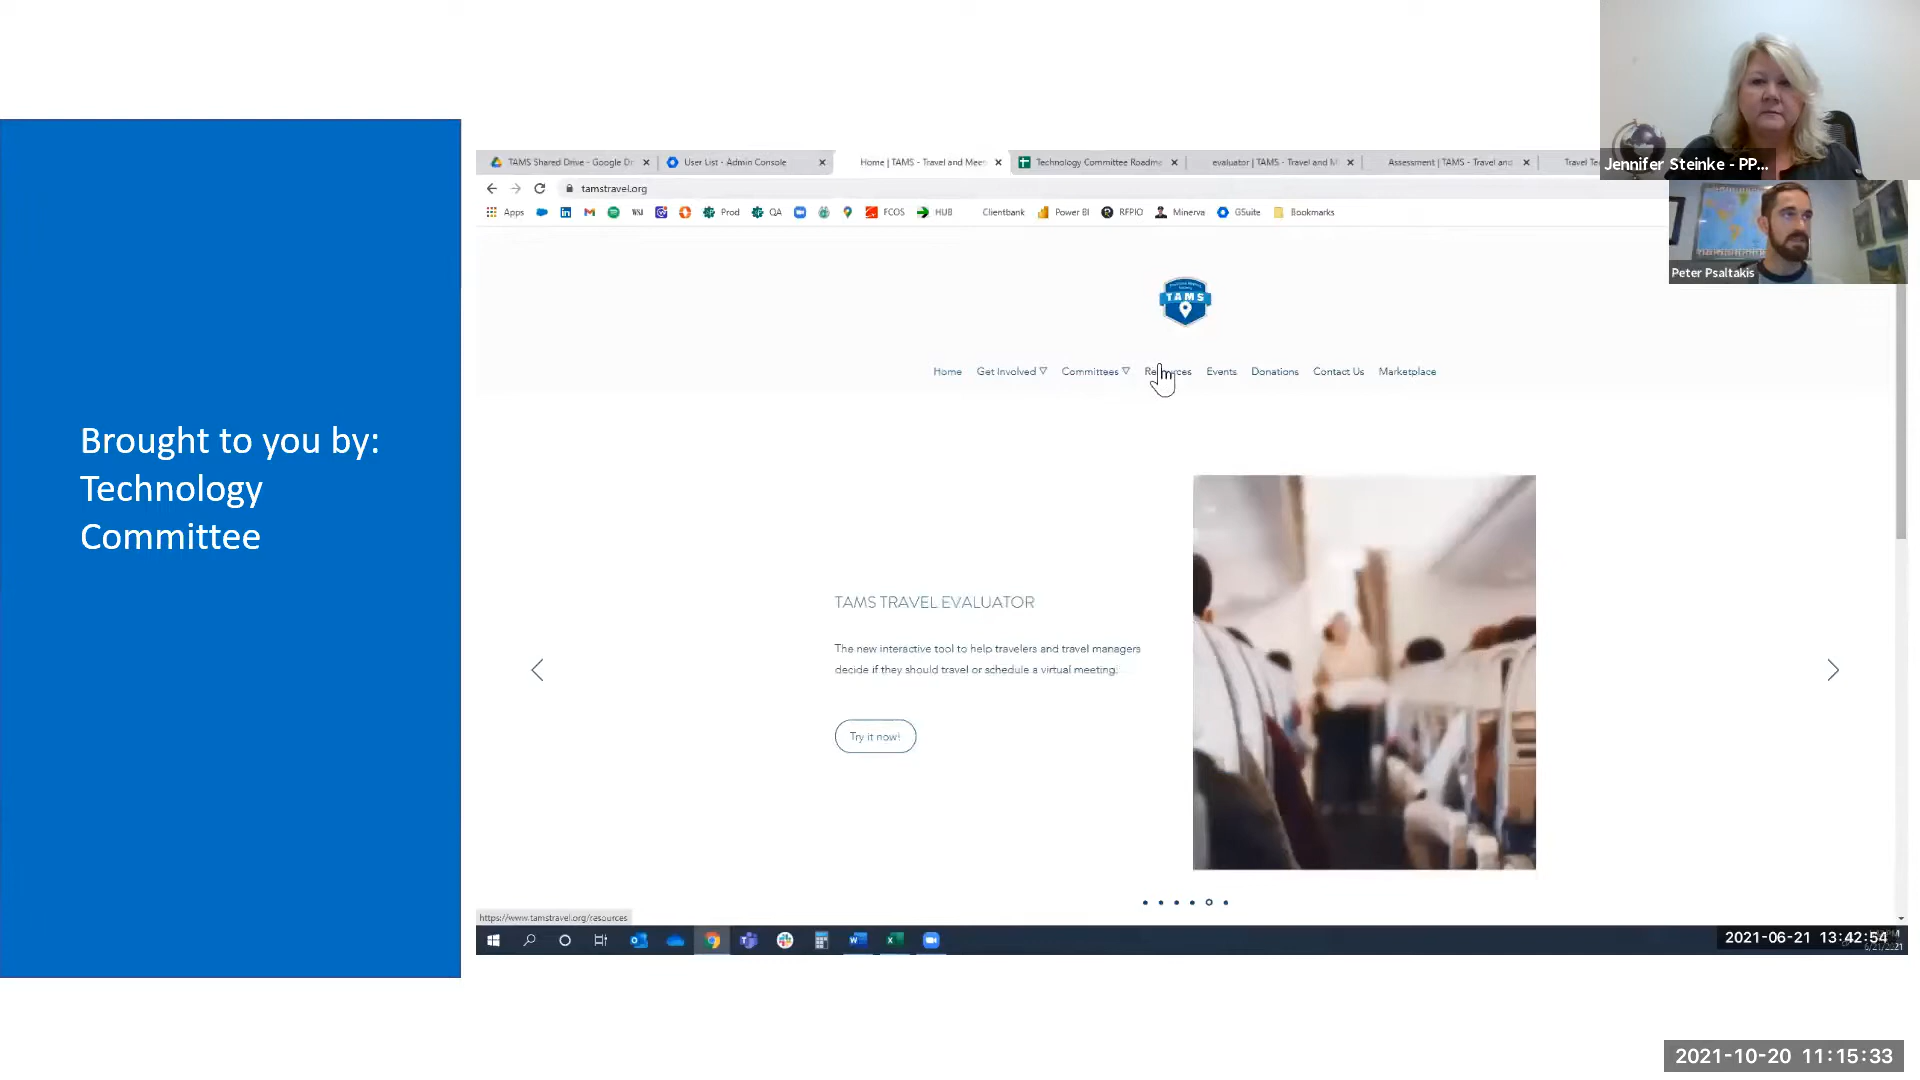 Jennifer Steinke - PP...
Peter Psaltakis
Brought to you by:
Technology
Committee
TAMS Shared Drive - Google Dr
User List - Admin Console
Home | TAMS - Travel and Meet
Technology Committee Roadma
evaluator | TAMS - Travel and M
Assessment | TAMS - Travel and
tamstravel.org
Apps
Prod
QA
FCOS
HUB
Clientbank
Power BI
RFPIO
Minerva
GSuite
Bookmarks
TAMS
Home
Get Involved ▽
Committees ▽
Resources
Events
Donations
Contact Us
Marketplace
TAMS TRAVEL EVALUATOR
The new interactive tool to help travelers and travel managers
decide if they should travel or schedule a virtual meeting.
Try it now!
https://www.tamstravel.org/resources
2021-06-21 13:42:54
2021-10-20 11:15:33